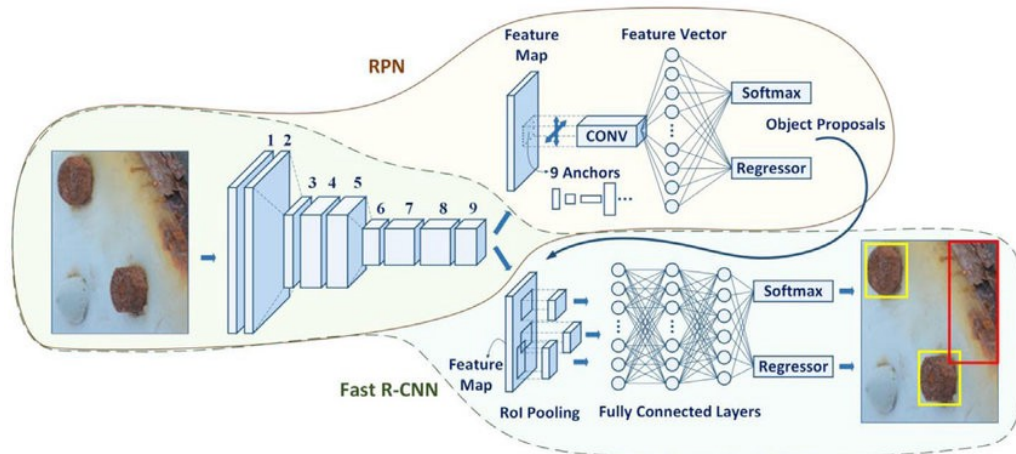 RPN
Feature
Map
Feature Vector
CONV
Softmax
Object Proposals
Regressor
9 Anchors
1 2
3 4 5
6 7 8 9
Feature
Map
Softmax
Regressor
Fast R-CNN
RoI Pooling
Fully Connected Layers